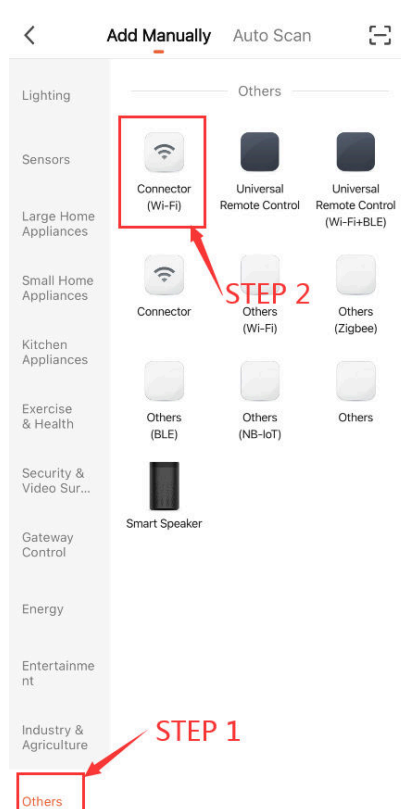 Add Manually Auto Scan
Lighting
Sensors
Large Home
Appliances
Small Home
Appliances
Kitchen
Appliances
Exercise
& Health
Security &
Video Sur...
Gateway
Control
Energy
Entertainme
nt
Industry &
Agriculture
Others
Others
Connector
(Wi-Fi)
Universal
Remote Control
Universal
Remote Control
(Wi-Fi+BLE)
STEP 2
Connector
Others
(Wi-Fi)
Others
(Zigbee)
Others
(BLE)
Others
(NB-IoT)
Others
Smart Speaker
STEP 1